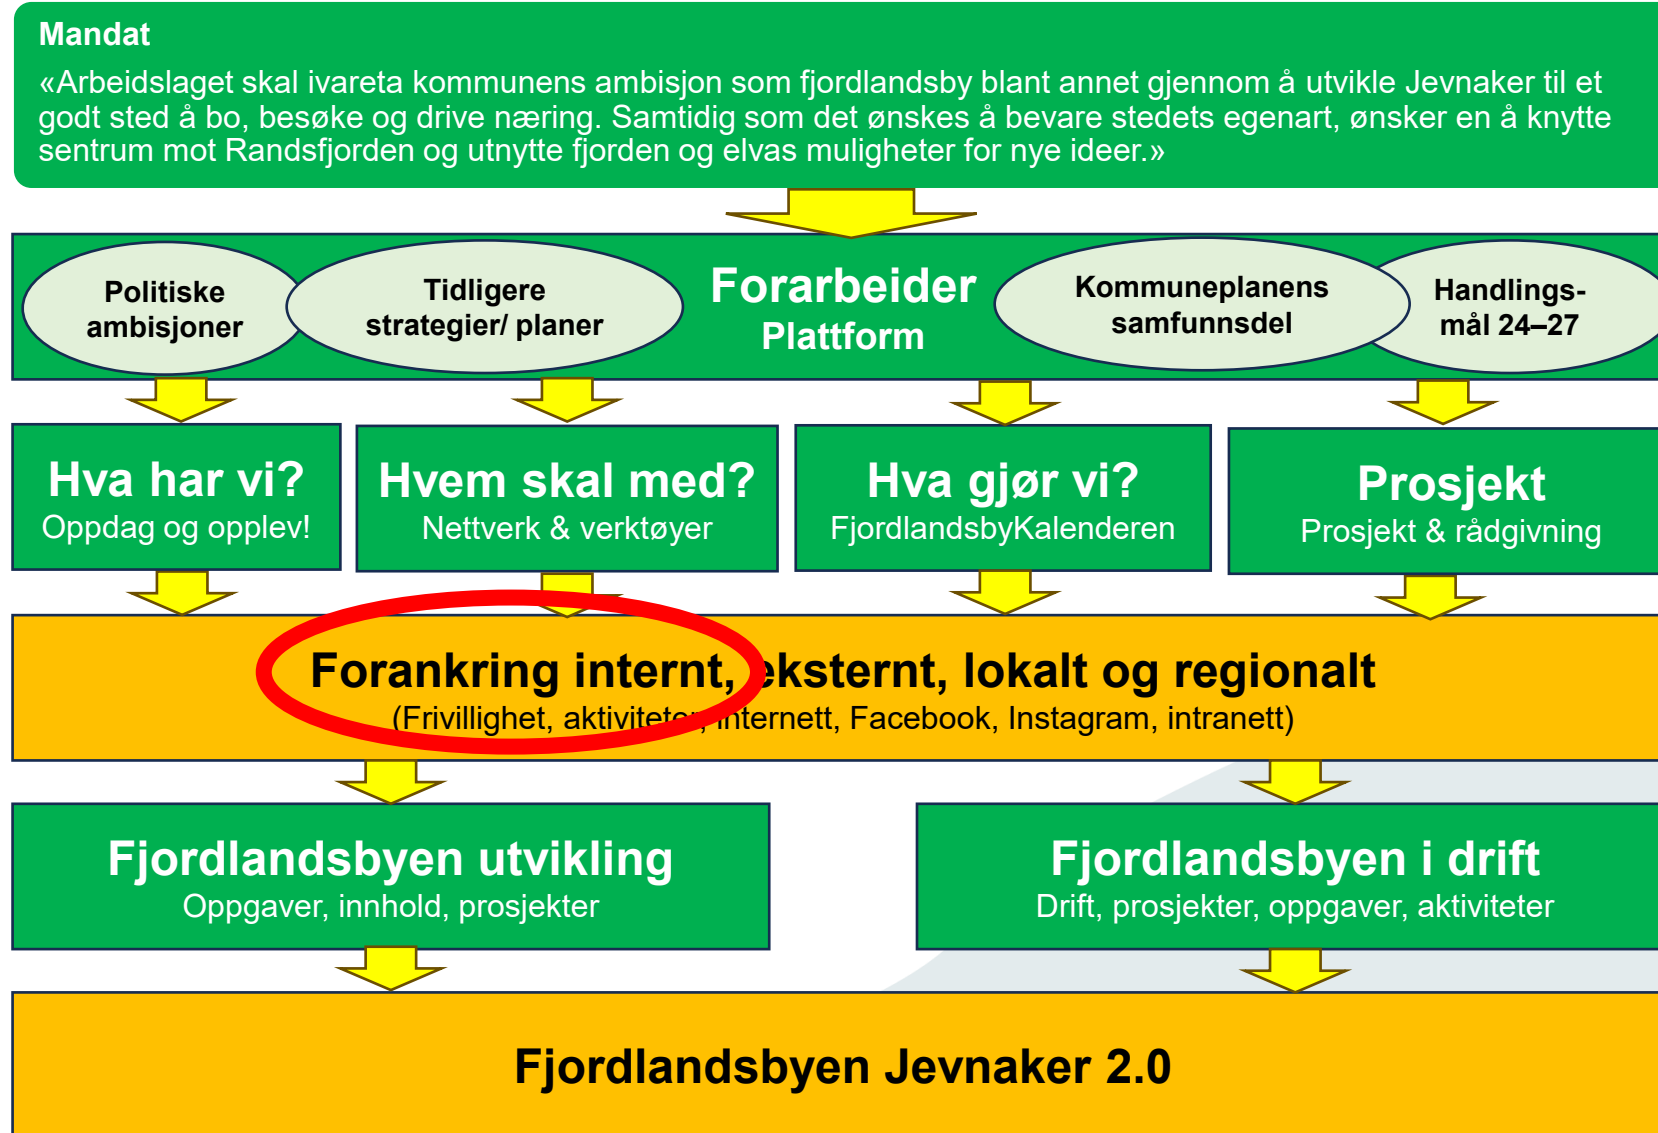 Mandat
«Arbeidslaget skal ivareta kommunens ambisjon som fjordlandsby blant annet gjennom å utvikle Jevnaker til et
godt sted å bo, besøke og drive næring. Samtidig som det ønskes å bevare stedets egenart, ønsker en å knytte
sentrum mot Randsfjorden og utnytte fjorden og elvas muligheter for nye ideer.»
Politiske
ambisjoner
Tidligere
strategier/ planer
Forarbeider
Plattform
Kommuneplanens
samfunnsdel
Handlings-
mål 24–27
Hva har vi?
Oppdag og opplev!
Hvem skal med?
Nettverk & verktøyer
Hva gjør vi?
FjordlandsbyKalenderen
Prosjekt
Prosjekt & rådgivning
Forankring internt, eksternt, lokalt og regionalt
(Frivillighet, aktiviteter, internett, Facebook, Instagram, intranett)
Fjordlandsbyen utvikling
Oppgaver, innhold, prosjekter
Fjordlandsbyen i drift
Drift, prosjekter, oppgaver, aktiviteter
Fjordlandsbyen Jevnaker 2.0